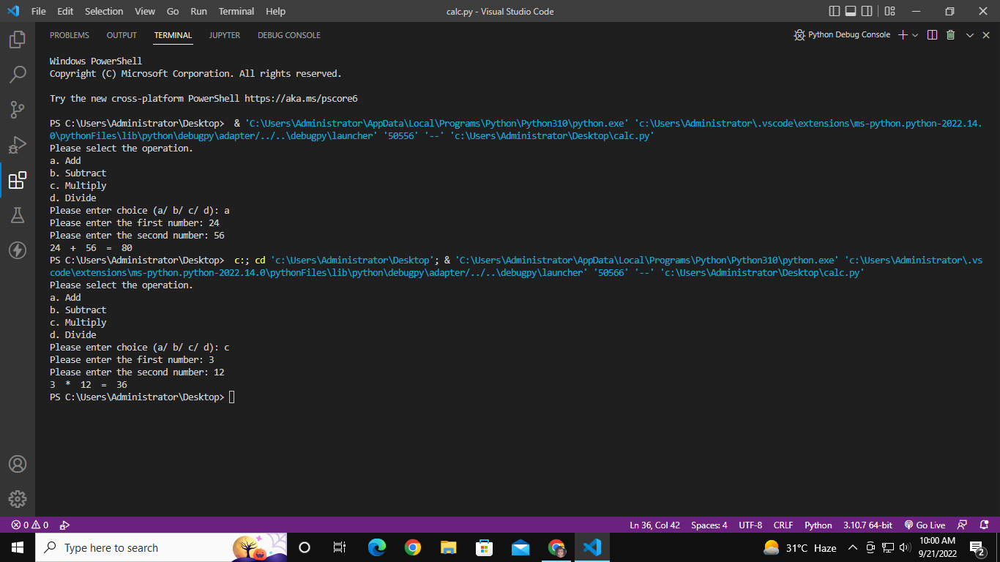 File Edit Selection View Go Run Terminal Help
calc.py - Visual Studio Code
PROBLEMS OUTPUT TERMINAL JUPYTER DEBUG CONSOLE
Python Debug Console
Windows PowerShell
Copyright (C) Microsoft Corporation. All rights reserved.
Try the new cross-platform PowerShell https://aka.ms/pscore6
PS C:\Users\Administrator\Desktop>  & 'C:\Users\Administrator\AppData\Local\Programs\Python\Python310\python.exe' 'c:\Users\Administrator\.vscode\extensions\ms-python.python-2022.14.
0\pythonFiles\lib\python\debugpy\adapter/../..\debugpy\launcher' '50556' '--' 'c:\Users\Administrator\Desktop\calc.py'
Please select the operation.
a. Add
b. Subtract
c. Multiply
d. Divide
Please enter choice (a/ b/ c/ d): a
Please enter the first number: 24
Please enter the second number: 56
24  +  56  =  80
PS C:\Users\Administrator\Desktop>  c:; cd 'c:\Users\Administrator\Desktop'; & 'C:\Users\Administrator\AppData\Local\Programs\Python\Python310\python.exe' 'c:\Users\Administrator\.vs
code\extensions\ms-python.python-2022.14.0\pythonFiles\lib\python\debugpy\adapter/../..\debugpy\launcher' '50566' '--' 'c:\Users\Administrator\Desktop\calc.py'
Please select the operation.
a. Add
b. Subtract
c. Multiply
d. Divide
Please enter choice (a/ b/ c/ d): c
Please enter the first number: 3
Please enter the second number: 12
3  *  12  =  36
PS C:\Users\Administrator\Desktop>
0 0
Ln 36, Col 42 Spaces: 4 UTF-8 CRLF Python 3.10.7 64-bit Go Live
Type here to search
31°C Haze
10:00 AM
9/21/2022
2